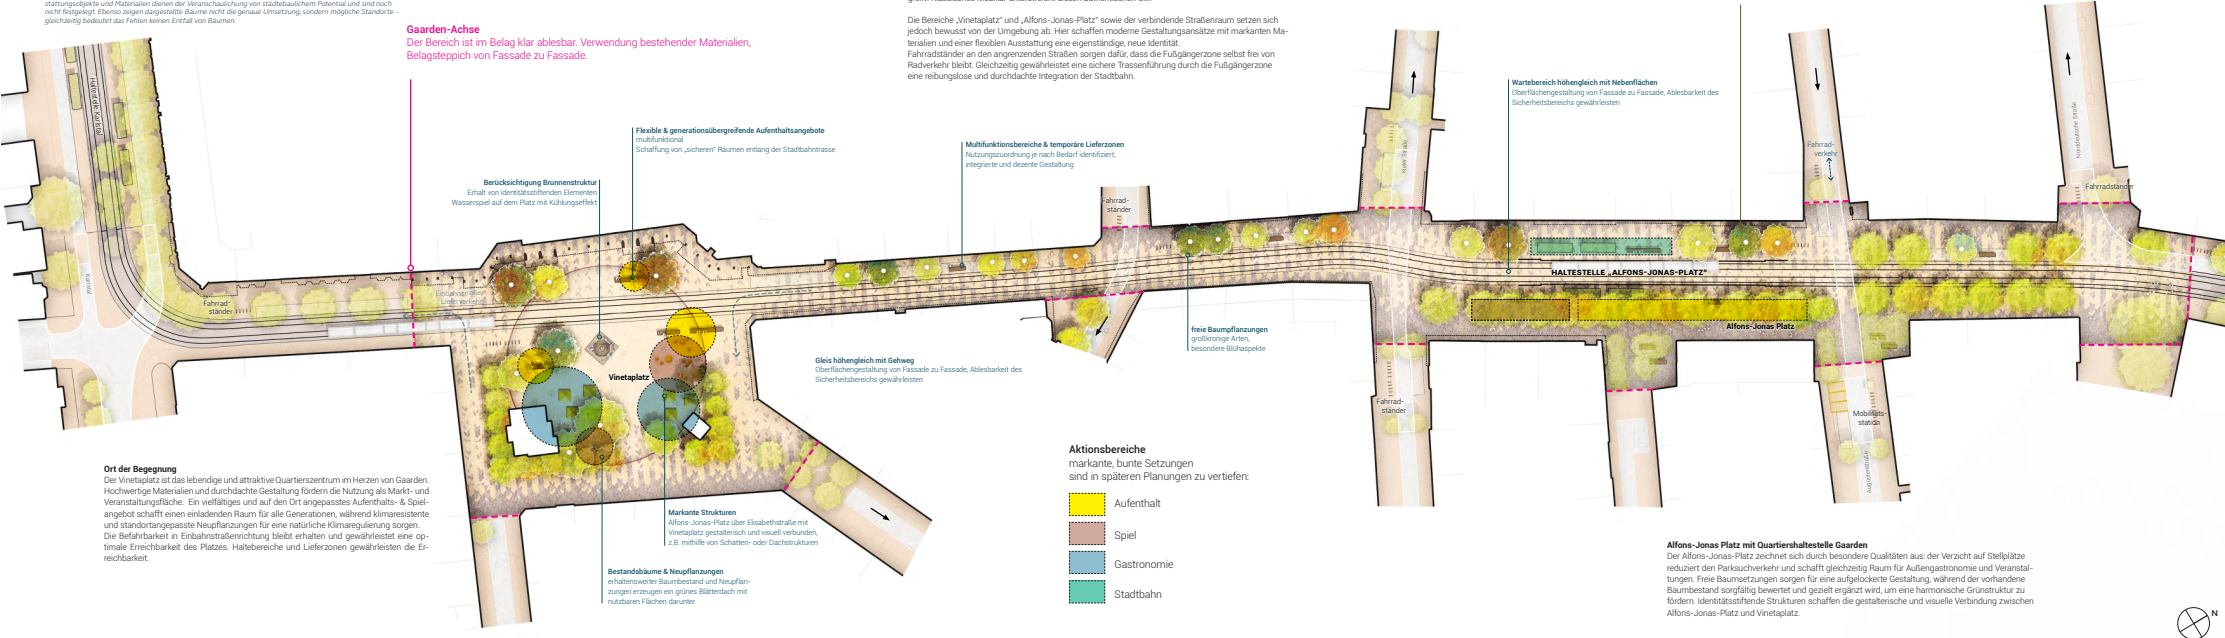 stattungsobjekte und Materialien dienen der Veranschaulichung von städtebaulichem Potential und sind noch
nicht festgelegt. Ebenso zeigen dargestellte Bäume nicht die genaue Umsetzung, sondern mögliche Standorte -
gleichzeitig bedeutet das Fehlen keinen Entfall von Bäumen.
Gaarden-Achse
Der Bereich ist im Belag klar ablesbar. Verwendung bestehender Materialien,
Belagsteppich von Fassade zu Fassade.
Die Bereiche „Vinetaplatz“ und „Alfons-Jonas-Platz“ sowie der verbindende Straßenraum setzen sich
jedoch bewusst von der Umgebung ab. Hier schaffen moderne Gestaltungsansätze mit markanten Ma-
terialien und einer flexiblen Ausstattung eine eigenständige, neue Identität.
Fahrradständer an den angrenzenden Straßen sorgen dafür, dass die Fußgängerzone selbst frei von
Radverkehr bleibt. Gleichzeitig gewährleistet eine sichere Trassenführung durch die Fußgängerzone
eine reibungslose und durchdachte Integration der Stadtbahn.
Wartebereich höhengleich mit Nebenflächen
Oberflächengestaltung von Fassade zu Fassade, Ablesbarkeit des
Sicherheitsbereichs gewährleisten
Flexible & generationsübergreifende Aufenthaltsangebote
multifunktional
Schaffung von „sicheren“ Räumen entlang der Stadtbahntrasse
Multifunktionsbereiche & temporäre Lieferzonen
Nutzungszuordnung je nach Bedarf identifiziert,
integrierte und dezente Gestaltung
Berücksichtigung Brunnenstruktur
Erhalt von identitätsstiftenden Elementen
Wasserspiel auf dem Platz mit Kühlungseffekt
Haltestelle Karlstal
Karlstal
Fahrrad-
ständer
Einbahnstraße/
Lieferverkehr
Fahrrad-
ständer
Kieler Straße
Fahrrad-
verkehr
Norddeutsche Straße
Fahrradständer
HALTESTELLE „ALFONS-JONAS-PLATZ“
Alfons-Jonas Platz
freie Baumpflanzungen
großkronige Arten,
besondere Blühaspekte
Gleis höhengleich mit Gehweg
Oberflächengestaltung von Fassade zu Fassade, Ablesbarkeit des
Sicherheitsbereichs gewährleisten
Vinetaplatz
Fahrrad-
ständer
Mobilitäts-
station
Augustenstraße
Ort der Begegnung
Der Vinetaplatz ist das lebendige und attraktive Quartierszentrum im Herzen von Gaarden.
Hochwertige Materialien und durchdachte Gestaltung fördern die Nutzung als Markt- und
Veranstaltungsfläche. Ein vielfältiges und auf den Ort angepasstes Aufenthalts- & Spiel-
angebot schafft einen einladenden Raum für alle Generationen, während klimaresistente
und standortangepasste Neupflanzungen für eine natürliche Klimaregulierung sorgen.
Die Befahrbarkeit in Einbahnstraßenrichtung bleibt erhalten und gewährleistet eine op-
timale Erreichbarkeit des Platzes. Haltebereiche und Lieferzonen gewährleisten die Er-
reichbarkeit.
Markante Strukturen
Alfons-Jonas-Platz über Elisabethstraße mit
Vinetaplatz gestalterisch und visuell verbunden,
z.B. mithilfe von Schatten- oder Dachstrukturen
Bestandsbäume & Neupflanzungen
erhaltenswerter Baumbestand und Neupflan-
zungen erzeugen ein grünes Blätterdach mit
nutzbaren Flächen darunter
Aktionsbereiche
markante, bunte Setzungen
sind in späteren Planungen zu vertiefen:
Aufenthalt
Spiel
Gastronomie
Stadtbahn
Alfons-Jonas Platz mit Quartiershaltestelle Gaarden
Der Alfons-Jonas-Platz zeichnet sich durch besondere Qualitäten aus: der Verzicht auf Stellplätze
reduziert den Parksuchverkehr und schafft gleichzeitig Raum für Außengastronomie und Veranstal-
tungen. Freie Baumsetzungen sorgen für eine aufgelockerte Gestaltung, während der vorhandene
Baumbestand sorgfältig bewertet und gezielt ergänzt wird, um eine harmonische Grünstruktur zu
fördern. Identitätsstiftende Strukturen schaffen die gestalterische und visuelle Verbindung zwischen
Alfons-Jonas-Platz und Vinetaplatz.
N